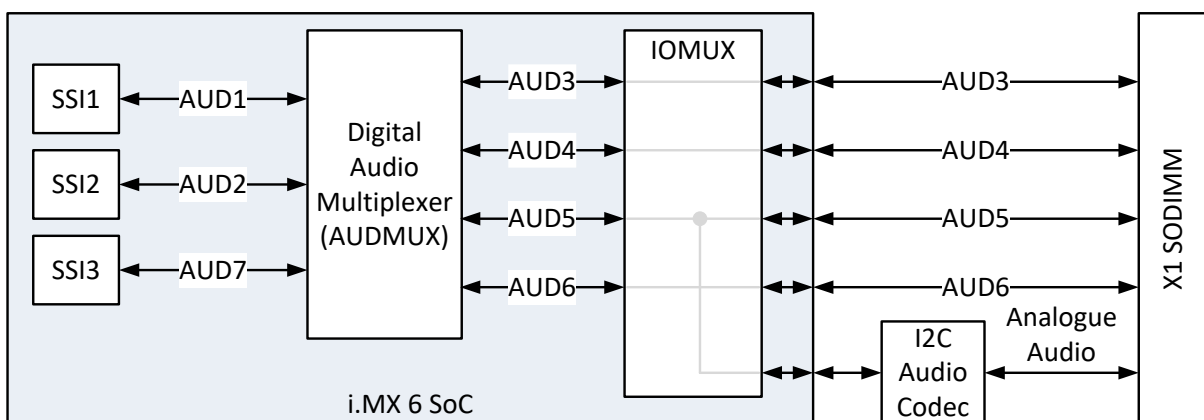 IOMUX
SSI1
AUD1
AUD3
AUD3
SSI2
AUD2
Digital
Audio
Multiplexer
(AUDMUX)
AUD4
AUD4
AUD5
AUD5
SSI3
AUD7
AUD6
AUD6
X1 SODIMM
I2C
Audio
Codec
Analogue
Audio
i.MX 6 SoC